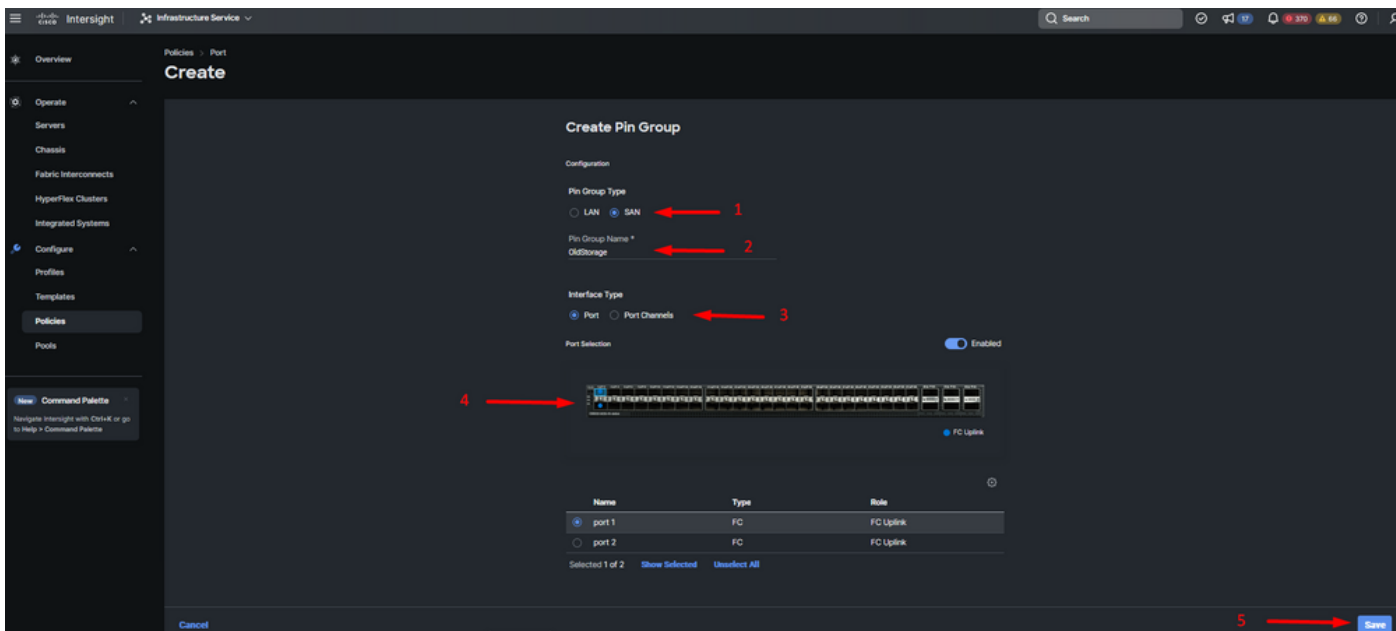 cisco Intersight
Infrastructure Service
Search
17
370
66
Overview
Operate
Servers
Chassis
Fabric Interconnects
HyperFlex Clusters
Integrated Systems
Configure
Profiles
Templates
Policies
Pools
New Command Palette
Navigate Intersight with Ctrl+K or go
to Help > Command Palette
Policies > Port
Create
Create Pin Group
Configuration
Pin Group Type
LAN SAN 1
Pin Group Name *
OldStorage 2
Interface Type
Port Port Channels 3
Port Selection Enabled
4
FC Uplink
Name Type Role
port 1 FC FC Uplink
port 2 FC FC Uplink
Selected 1 of 2 Show Selected Unselect All
Cancel 5 Save